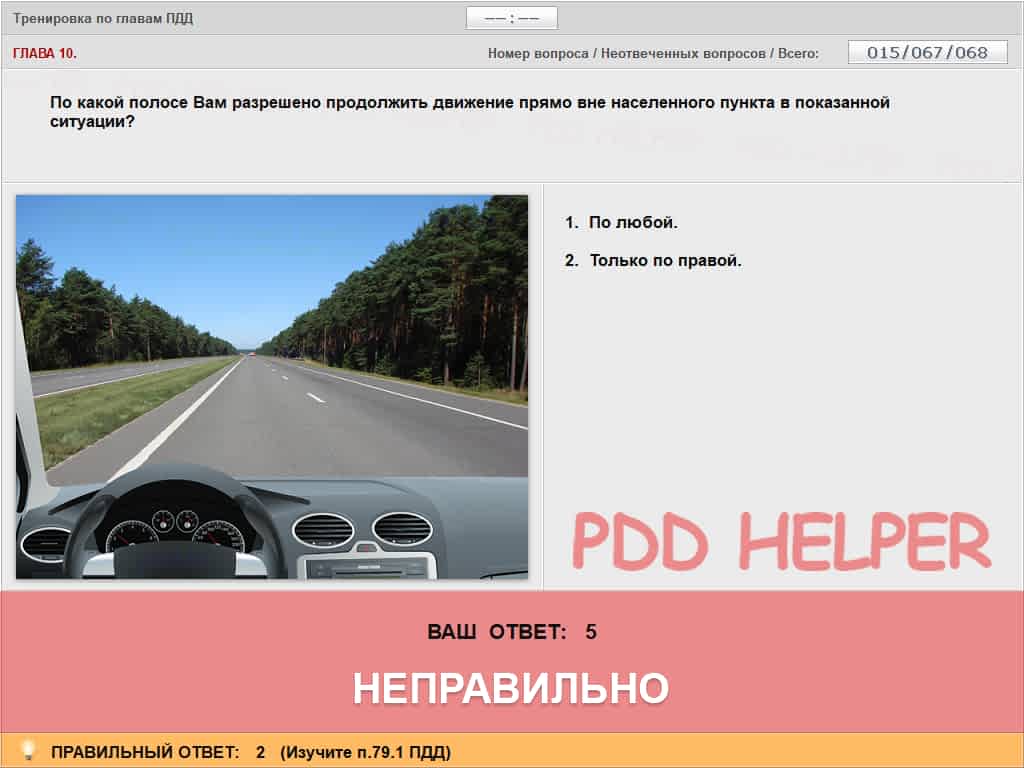 Тренировка по главам ПДД
—— : ——
ГЛАВА 10.
Номер вопроса / Неотвеченных вопросов / Всего:
015/067/068
По какой полосе Вам разрешено продолжить движение прямо вне населенного пункта в показанной
ситуации?
1. По любой.
2. Только по правой.
PDD HELPER
ВАШ ОТВЕТ: 5
НЕПРАВИЛЬНО
ПРАВИЛЬНЫЙ ОТВЕТ: 2 (Изучите п.79.1 ПДД)